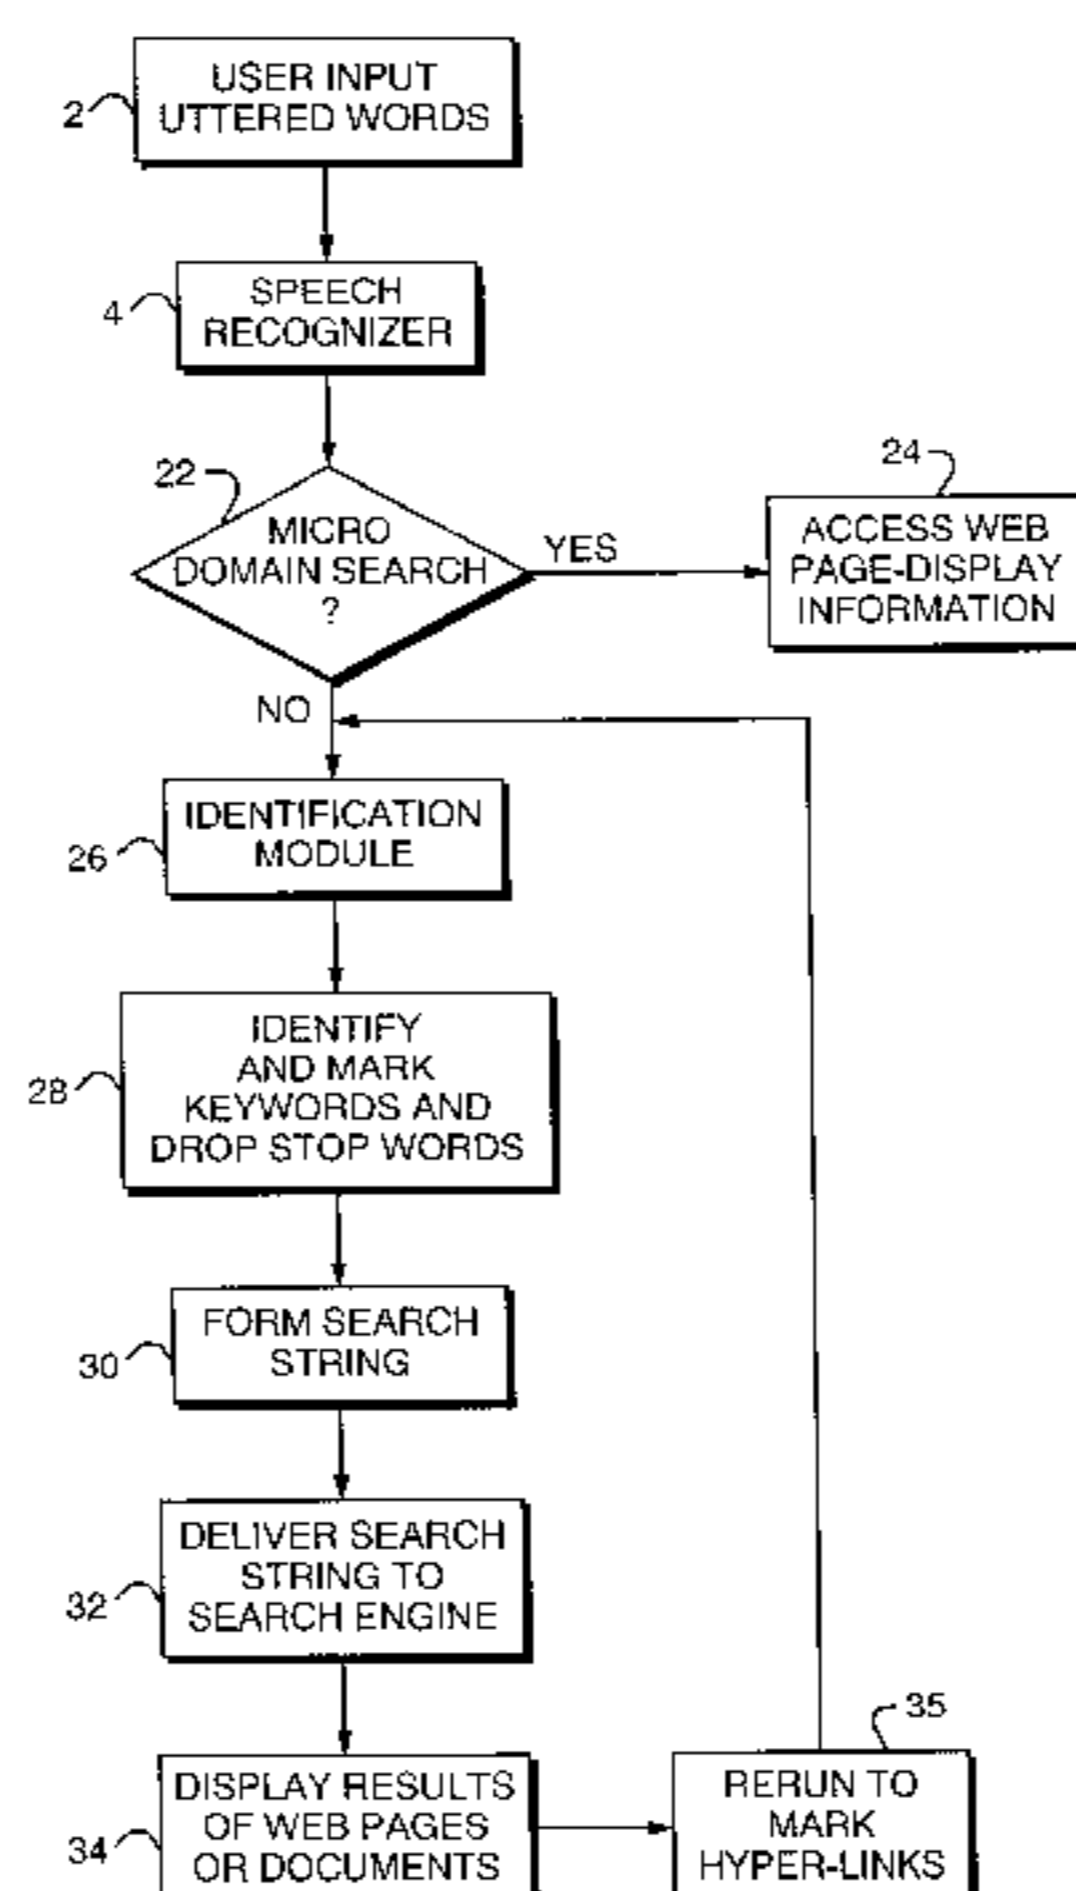 USER INPUT
UTTERED WORDS
2
SPEECH
RECOGNIZER
4
22
MICRO
DOMAIN SEARCH
?
YES
24
ACCESS WEB
PAGE-DISPLAY
INFORMATION
NO
IDENTIFICATION
MODULE
26
IDENTIFY
AND MARK
KEYWORDS AND
DROP STOP WORDS
28
FORM SEARCH
STRING
30
DELIVER SEARCH
STRING TO
SEARCH ENGINE
32
DISPLAY RESULTS
OF WEB PAGES
OR DOCUMENTS
34
35
RERUN TO
MARK
HYPER-LINKS